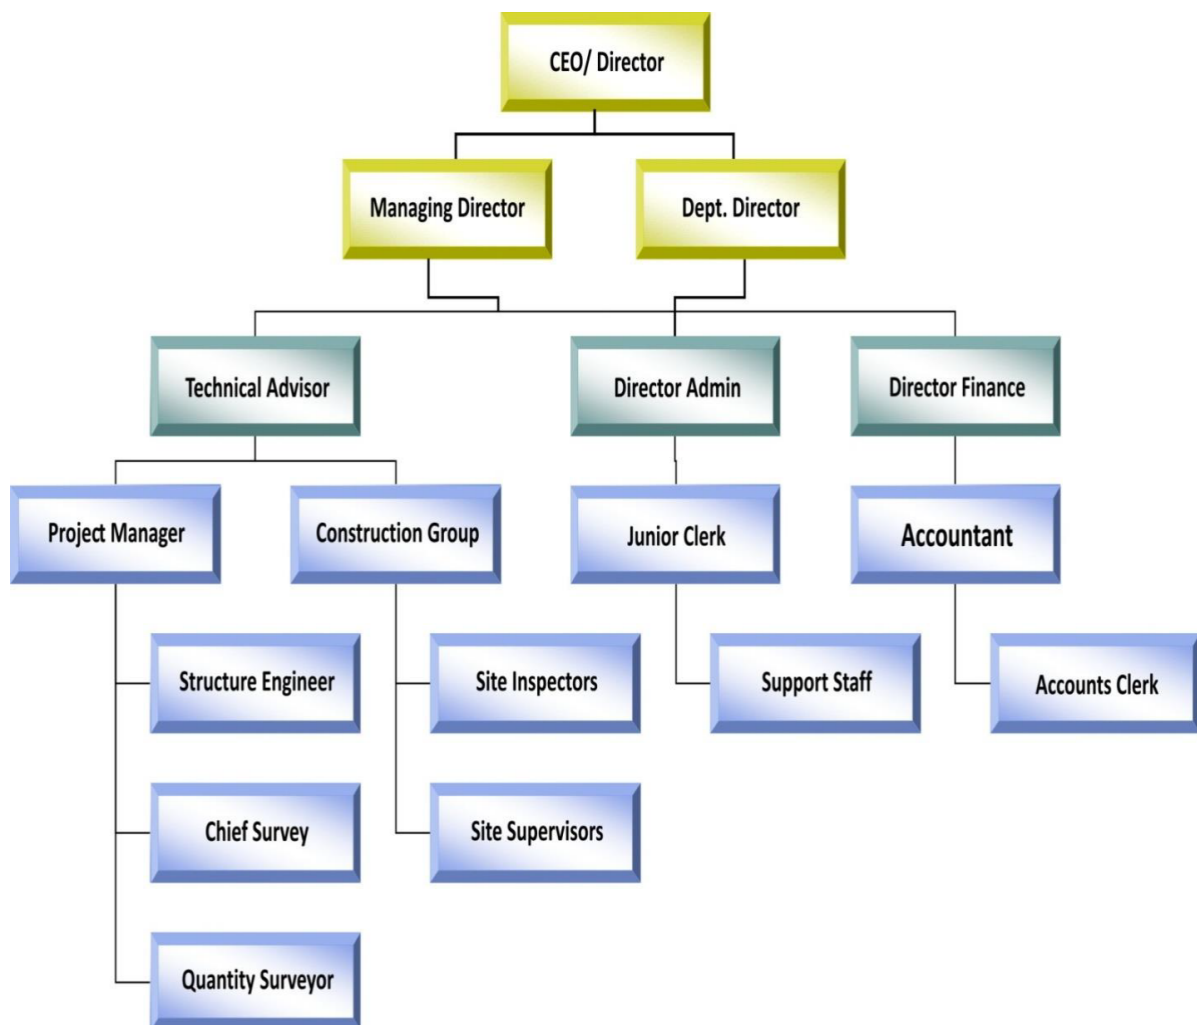 CEO/ Director
Managing Director
Dept. Director
Technical Advisor
Director Admin
Director Finance
Project Manager
Construction Group
Junior Clerk
Accountant
Structure Engineer
Site Inspectors
Support Staff
Accounts Clerk
Chief Survey
Site Supervisors
Quantity Surveyor